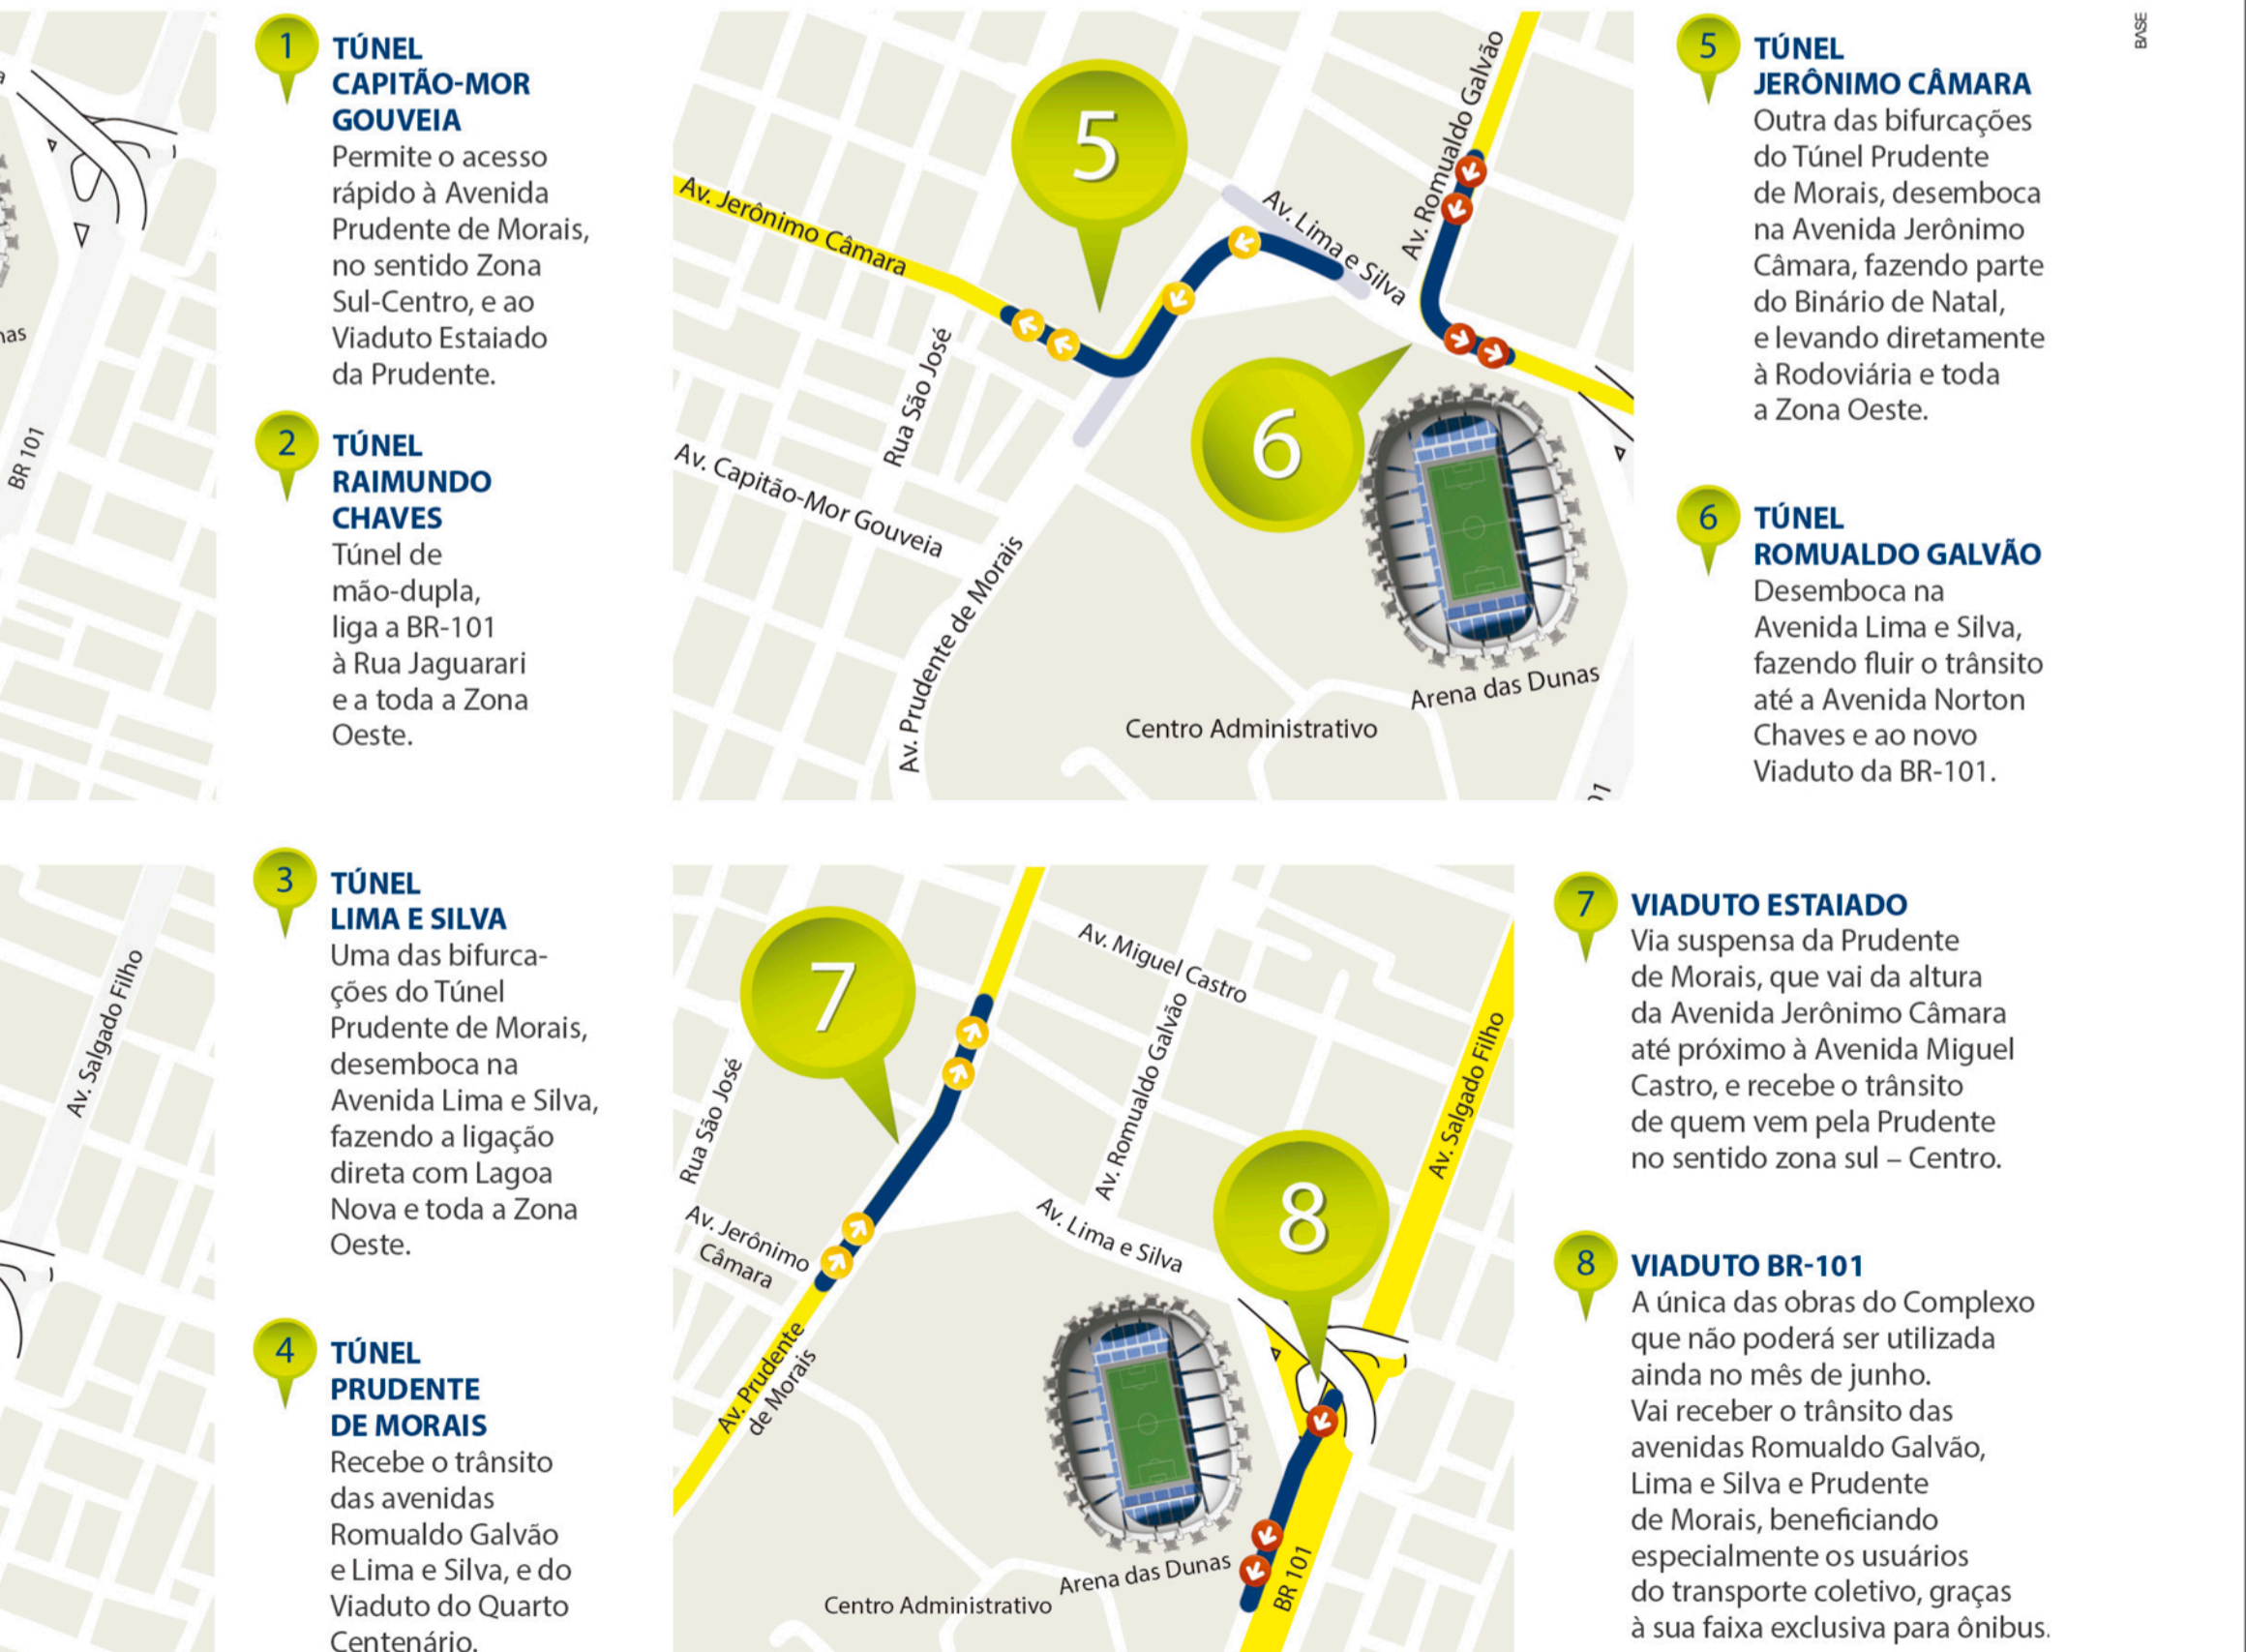 1
TÚNEL
CAPITÃO-MOR
GOUVEIA
Permite o acesso
rápido à Avenida
Prudente de Morais,
no sentido Zona
Sul-Centro, e ao
Viaduto Estaiado
da Prudente.
2
TÚNEL
RAIMUNDO
CHAVES
Túnel de
mão-dupla,
liga a BR-101
à Rua Jaguarari
e a toda a Zona
Oeste.
BR 101
nas
5
6
Av. Jerônimo Câmara
Av. Lima e Silva
Av. Romualdo Galvão
Rua São José
Av. Capitão-Mor Gouveia
Av. Prudente de Morais
Arena das Dunas
Centro Administrativo
01
5
TÚNEL
JERÔNIMO CÂMARA
Outra das bifurcações
do Túnel Prudente
de Morais, desemboca
na Avenida Jerônimo
Câmara, fazendo parte
do Binário de Natal,
e levando diretamente
à Rodoviária e toda
a Zona Oeste.
6
TÚNEL
ROMUALDO GALVÃO
Desemboca na
Avenida Lima e Silva,
fazendo fluir o trânsito
até a Avenida Norton
Chaves e ao novo
Viaduto da BR-101.
BASE
Av. Salgado Filho
3
TÚNEL
LIMA E SILVA
Uma das bifurca-
ções do Túnel
Prudente de Morais,
desemboca na
Avenida Lima e Silva,
fazendo a ligação
direta com Lagoa
Nova e toda a Zona
Oeste.
4
TÚNEL
PRUDENTE
DE MORAIS
Recebe o trânsito
das avenidas
Romualdo Galvão
e Lima e Silva, e do
Viaduto do Quarto
Centenário.
7
8
Av. Miguel Castro
Av. Romualdo Galvão
Av. Salgado Filho
Rua São José
Av. Jerônimo
Câmara
Av. Lima e Silva
Av. Prudente
de Morais
Arena das Dunas
Centro Administrativo
BR 101
7
VIADUTO ESTAIADO
Via suspensa da Prudente
de Morais, que vai da altura
da Avenida Jerônimo Câmara
até próximo à Avenida Miguel
Castro, e recebe o trânsito
de quem vem pela Prudente
no sentido zona sul – Centro.
8
VIADUTO BR-101
A única das obras do Complexo
que não poderá ser utilizada
ainda no mês de junho.
Vai receber o trânsito das
avenidas Romualdo Galvão,
Lima e Silva e Prudente
de Morais, beneficiando
especialmente os usuários
do transporte coletivo, graças
à sua faixa exclusiva para ônibus.